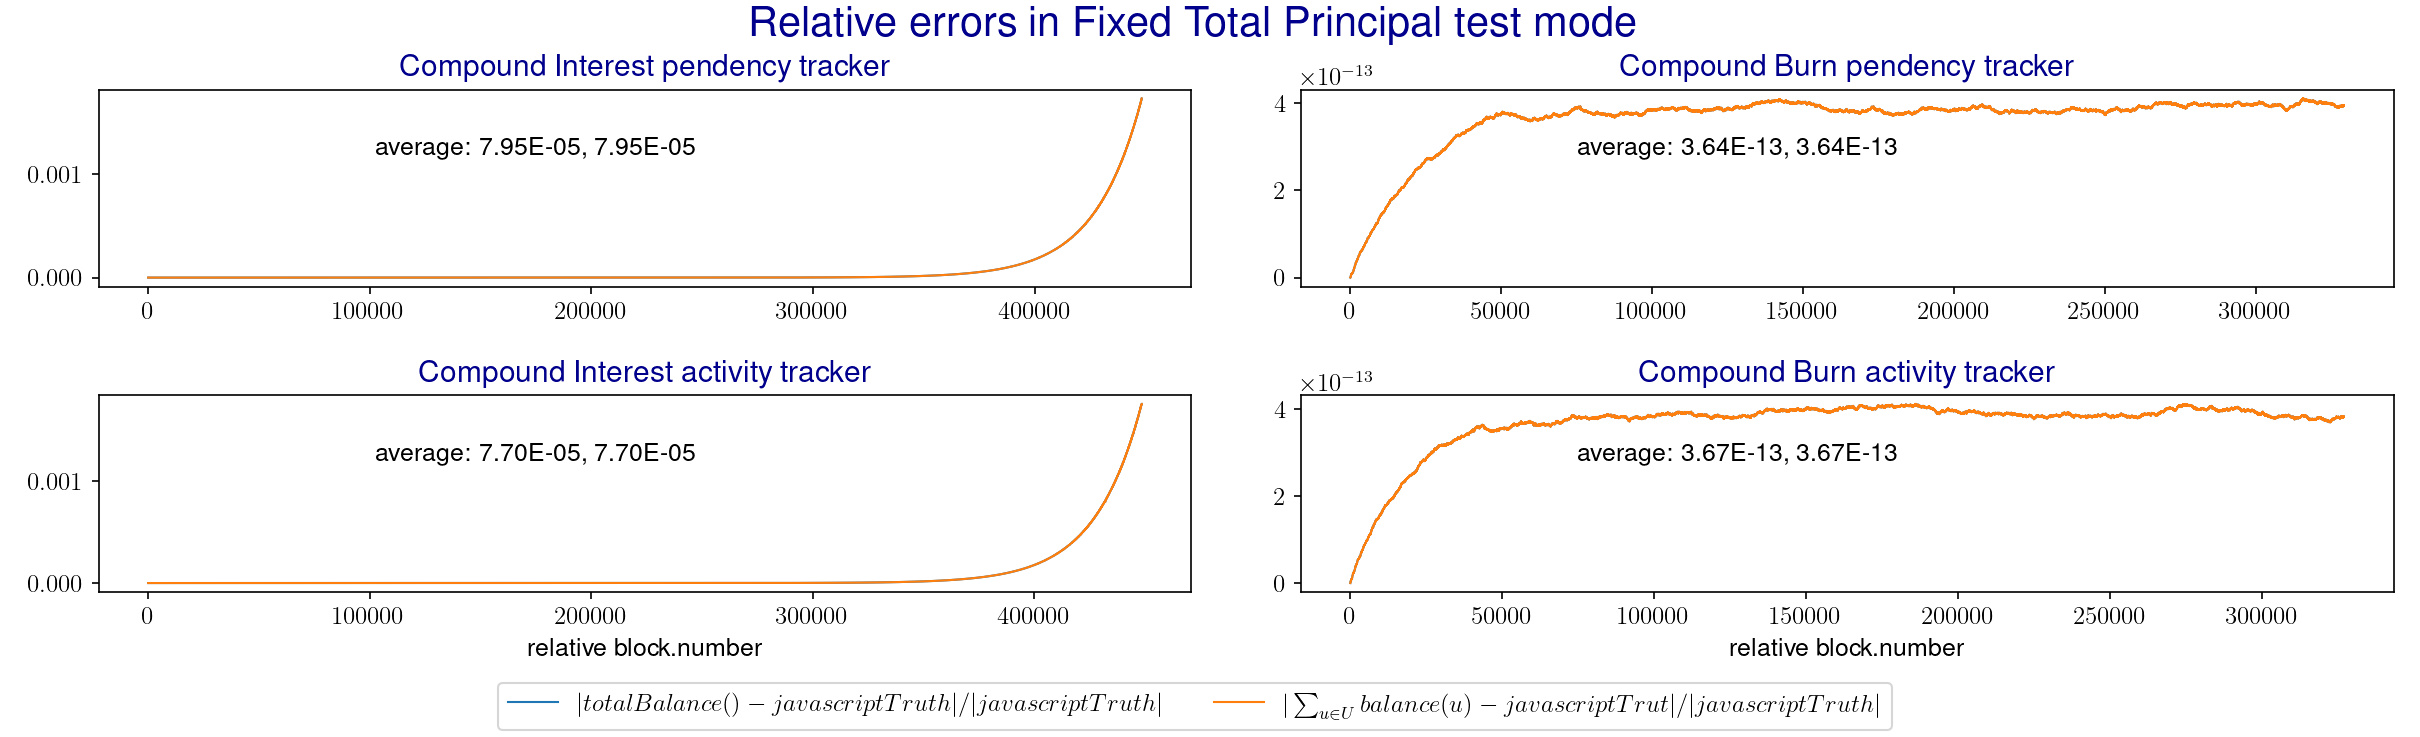 Relative errors in Fixed Total Principal test mode
Compound Interest pendency tracker
average: 7.95E-05, 7.95E-05
0.001
0.000
0 100000 200000 300000 400000
Compound Burn pendency tracker
×10⁻¹³
4
average: 3.64E-13, 3.64E-13
2
0
0 50000 100000 150000 200000 250000 300000
Compound Interest activity tracker
average: 7.70E-05, 7.70E-05
0.001
0.000
0 100000 200000 300000 400000
relative block.number
Compound Burn activity tracker
×10⁻¹³
4
average: 3.67E-13, 3.67E-13
2
0
0 50000 100000 150000 200000 250000 300000
relative block.number
|totalBalance() − javascriptTruth|/|javascriptTruth|
|∑u∈U balance(u) − javascriptTrut|/|javascriptTruth|